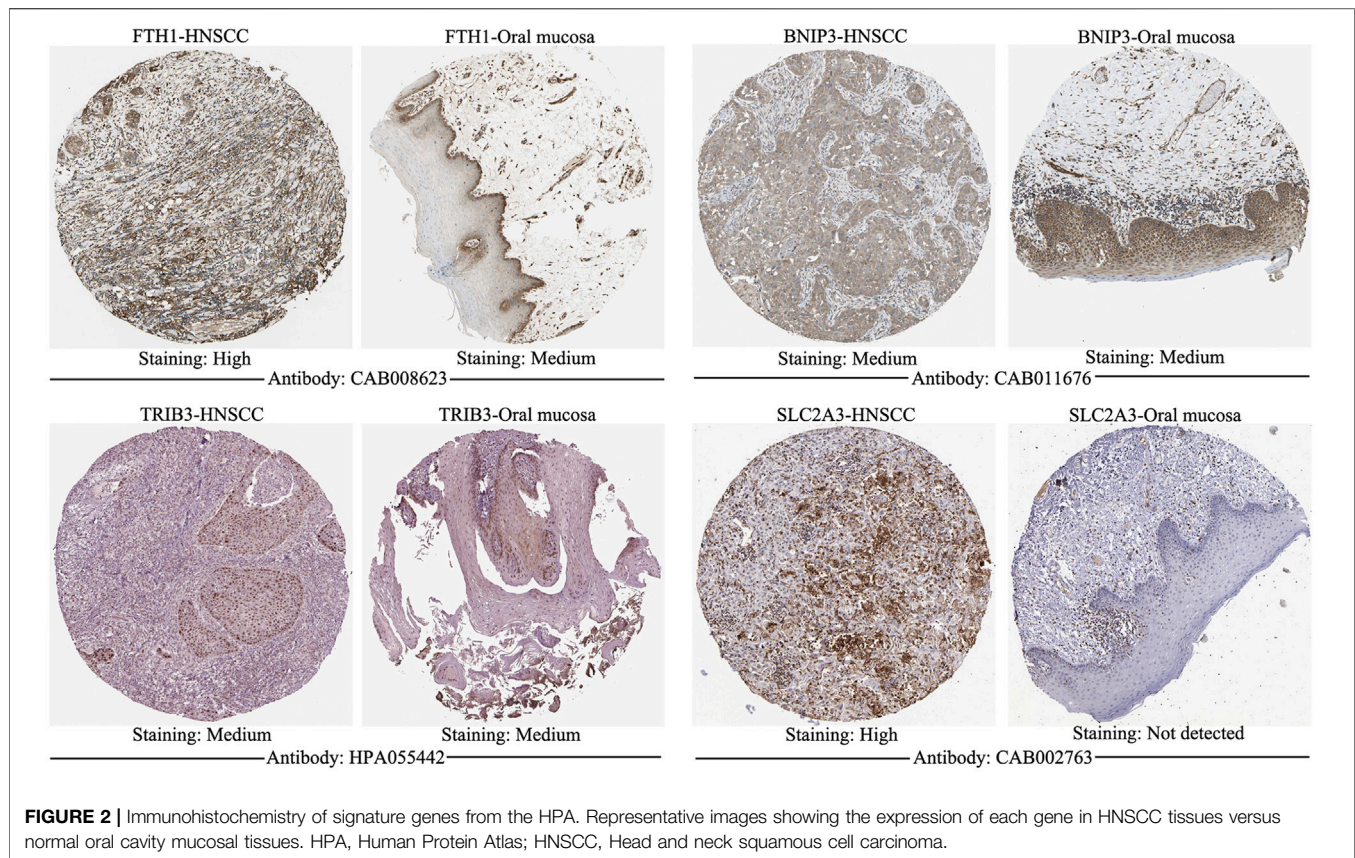 FTH1-HNSCC
FTH1-Oral mucosa
BNIP3-HNSCC
BNIP3-Oral mucosa
Staining: High
Staining: Medium
Staining: Medium
Staining: Medium
Antibody: CAB008623
Antibody: CAB011676
TRIB3-HNSCC
TRIB3-Oral mucosa
SLC2A3-HNSCC
SLC2A3-Oral mucosa
Staining: Medium
Staining: Medium
Staining: High
Staining: Not detected
Antibody: HPA055442
Antibody: CAB002763
FIGURE 2 | Immunohistochemistry of signature genes from the HPA. Representative images showing the expression of each gene in HNSCC tissues versus
normal oral cavity mucosal tissues. HPA, Human Protein Atlas; HNSCC, Head and neck squamous cell carcinoma.